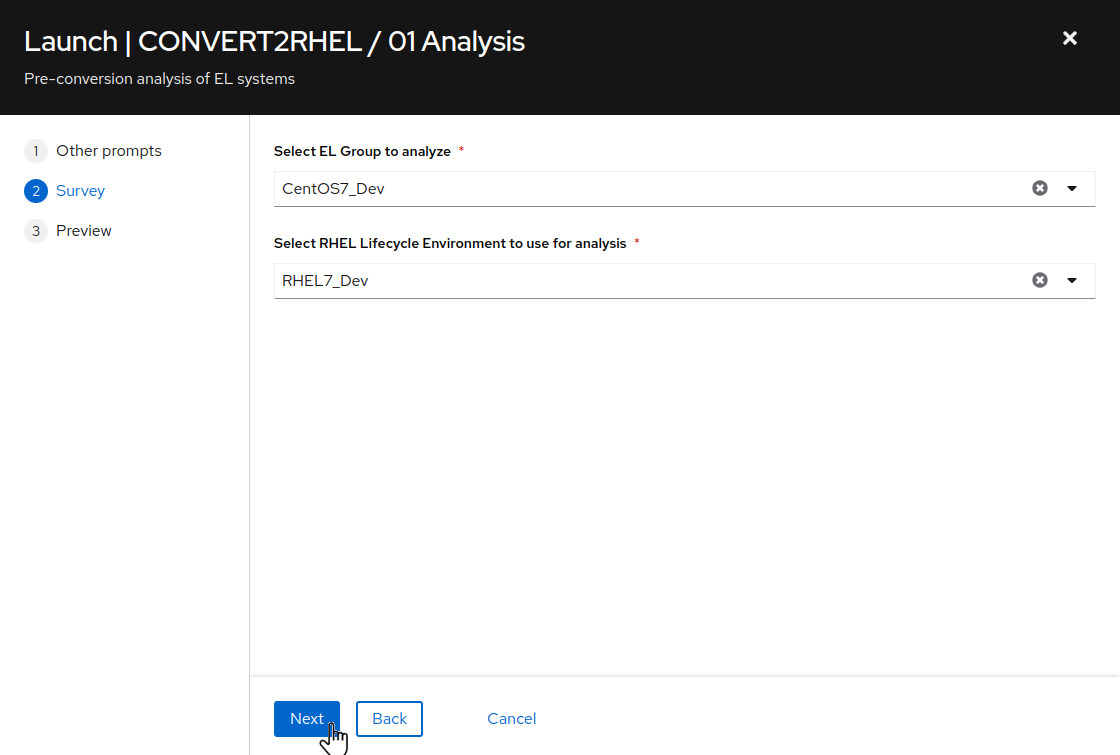 Launch | CONVERT2RHEL / 01 Analysis
Pre-conversion analysis of EL systems
1 Other prompts
2 Survey
3 Preview
Select EL Group to analyze *
CentOS7_Dev
Select RHEL Lifecycle Environment to use for analysis *
RHEL7_Dev
Next Back Cancel